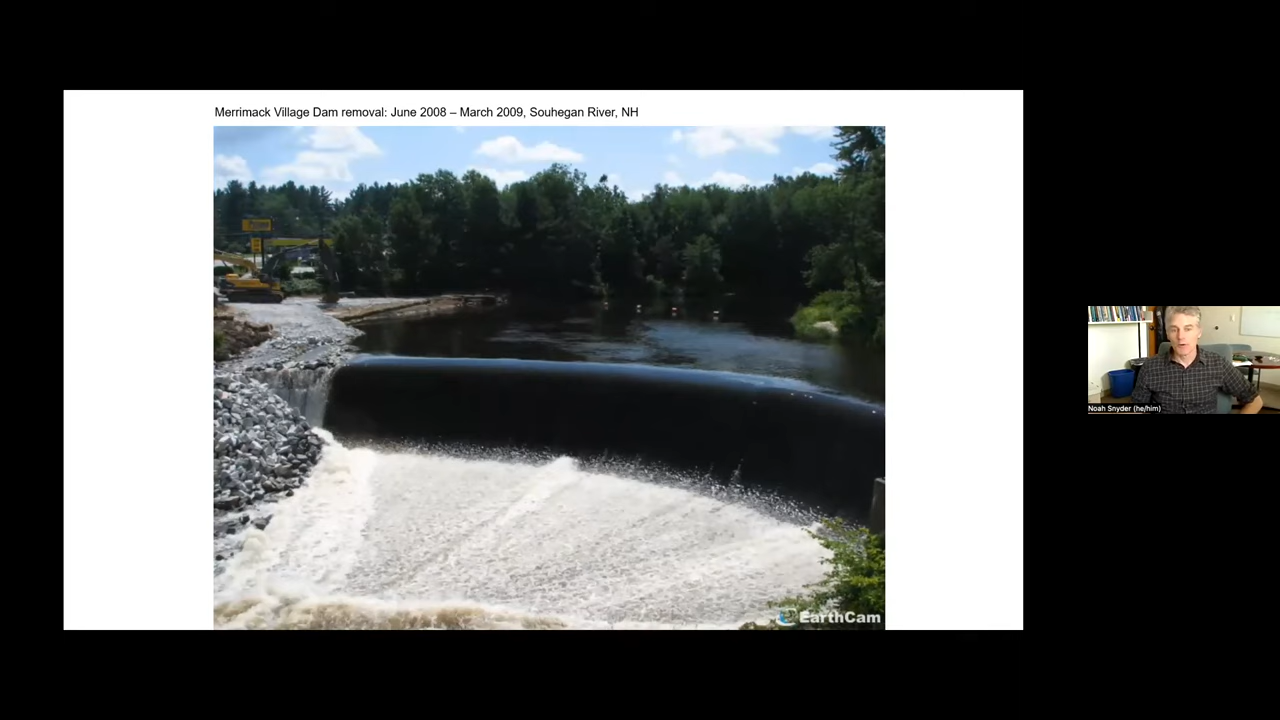 Merrimack Village Dam removal: June 2008 – March 2009, Souhegan River, NH
EarthCam
Noah Snyder (he/him)